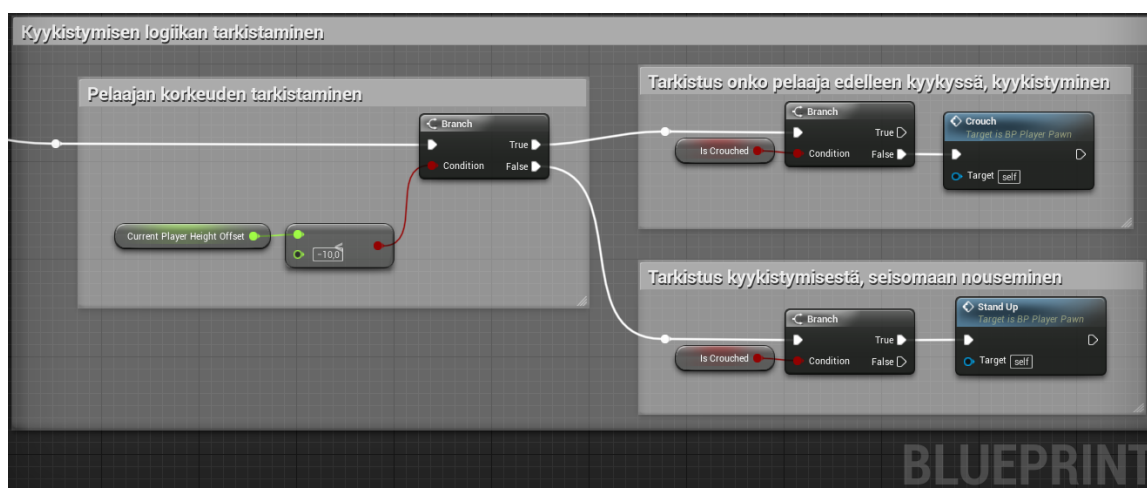 Kyykistymisen logiikan tarkistaminen
Pelaajan korkeuden tarkistaminen
Branch
True
Condition
False
Current Player Height Offset
<
-10,0
Tarkistus onko pelaaja edelleen kyykyssä, kyykistyminen
Branch
True
Is Crouched
Condition
False
Crouch
Target is BP Player Pawn
Target self
Tarkistus kyykistymisestä, seisomaan nouseminen
Branch
True
Is Crouched
Condition
False
Stand Up
Target is BP Player Pawn
Target self
BLUEPRINT